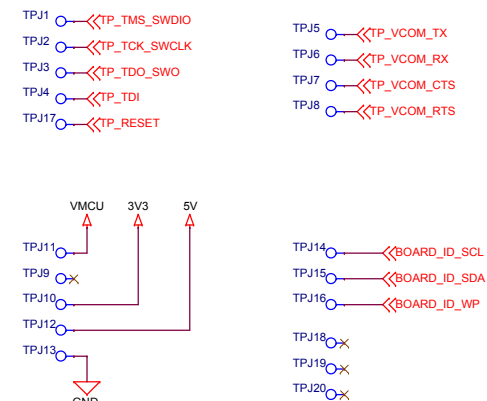 TPJ1 TP_TMS_SWDIO
TPJ2 TP_TCK_SWCLK
TPJ3 TP_TDO_SWO
TPJ4 TP_TDI
TPJ17 TP_RESET
TPJ5 TP_VCOM_TX
TPJ6 TP_VCOM_RX
TPJ7 TP_VCOM_CTS
TPJ8 TP_VCOM_RTS
VMCU 3V3 5V
TPJ11
TPJ9
TPJ10
TPJ12
TPJ13
GND
TPJ14 BOARD_ID_SCL
TPJ15 BOARD_ID_SDA
TPJ16 BOARD_ID_WP
TPJ18
TPJ19
TPJ20